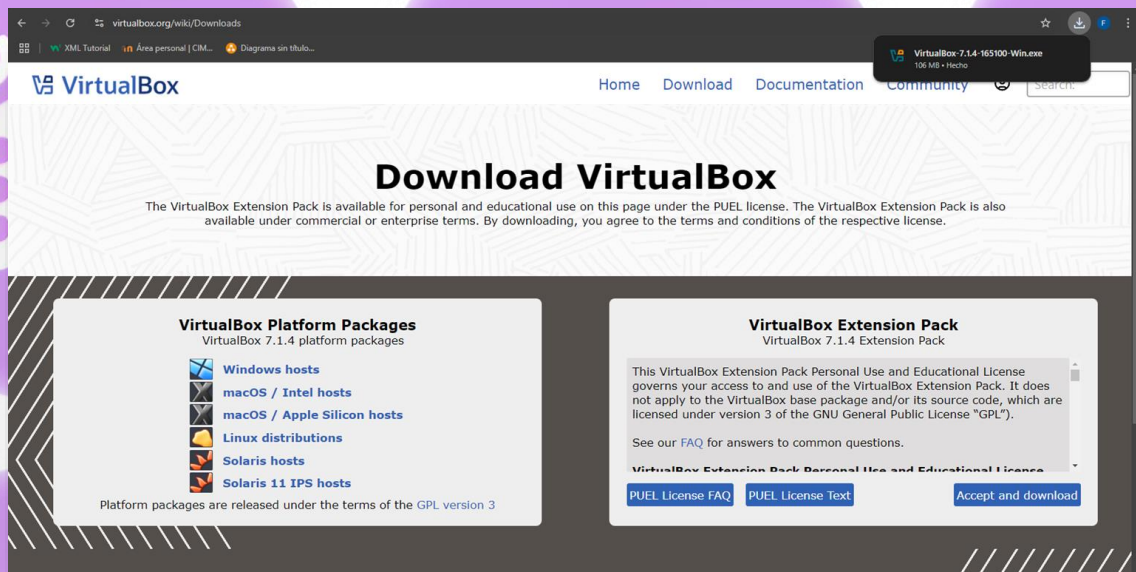 virtualbox.org/wiki/Downloads
F
XML Tutorial
Área personal | CIM...
Diagrama sin título...
VirtualBox-7.1.4-165100-Win.exe
106 MB • Hecho
VirtualBox
Home
Download
Documentation
Community
Search:
Download VirtualBox
The VirtualBox Extension Pack is available for personal and educational use on this page under the PUEL license. The VirtualBox Extension Pack is also
available under commercial or enterprise terms. By downloading, you agree to the terms and conditions of the respective license.
VirtualBox Platform Packages
VirtualBox 7.1.4 platform packages
Windows hosts
macOS / Intel hosts
macOS / Apple Silicon hosts
Linux distributions
Solaris hosts
Solaris 11 IPS hosts
Platform packages are released under the terms of the GPL version 3
VirtualBox Extension Pack
VirtualBox 7.1.4 Extension Pack
This VirtualBox Extension Pack Personal Use and Educational License
governs your access to and use of the VirtualBox Extension Pack. It does
not apply to the VirtualBox base package and/or its source code, which are
licensed under version 3 of the GNU General Public License “GPL”).
See our FAQ for answers to common questions.
VirtualBox Extension Pack Personal Use and Educational License
PUEL License FAQ
PUEL License Text
Accept and download